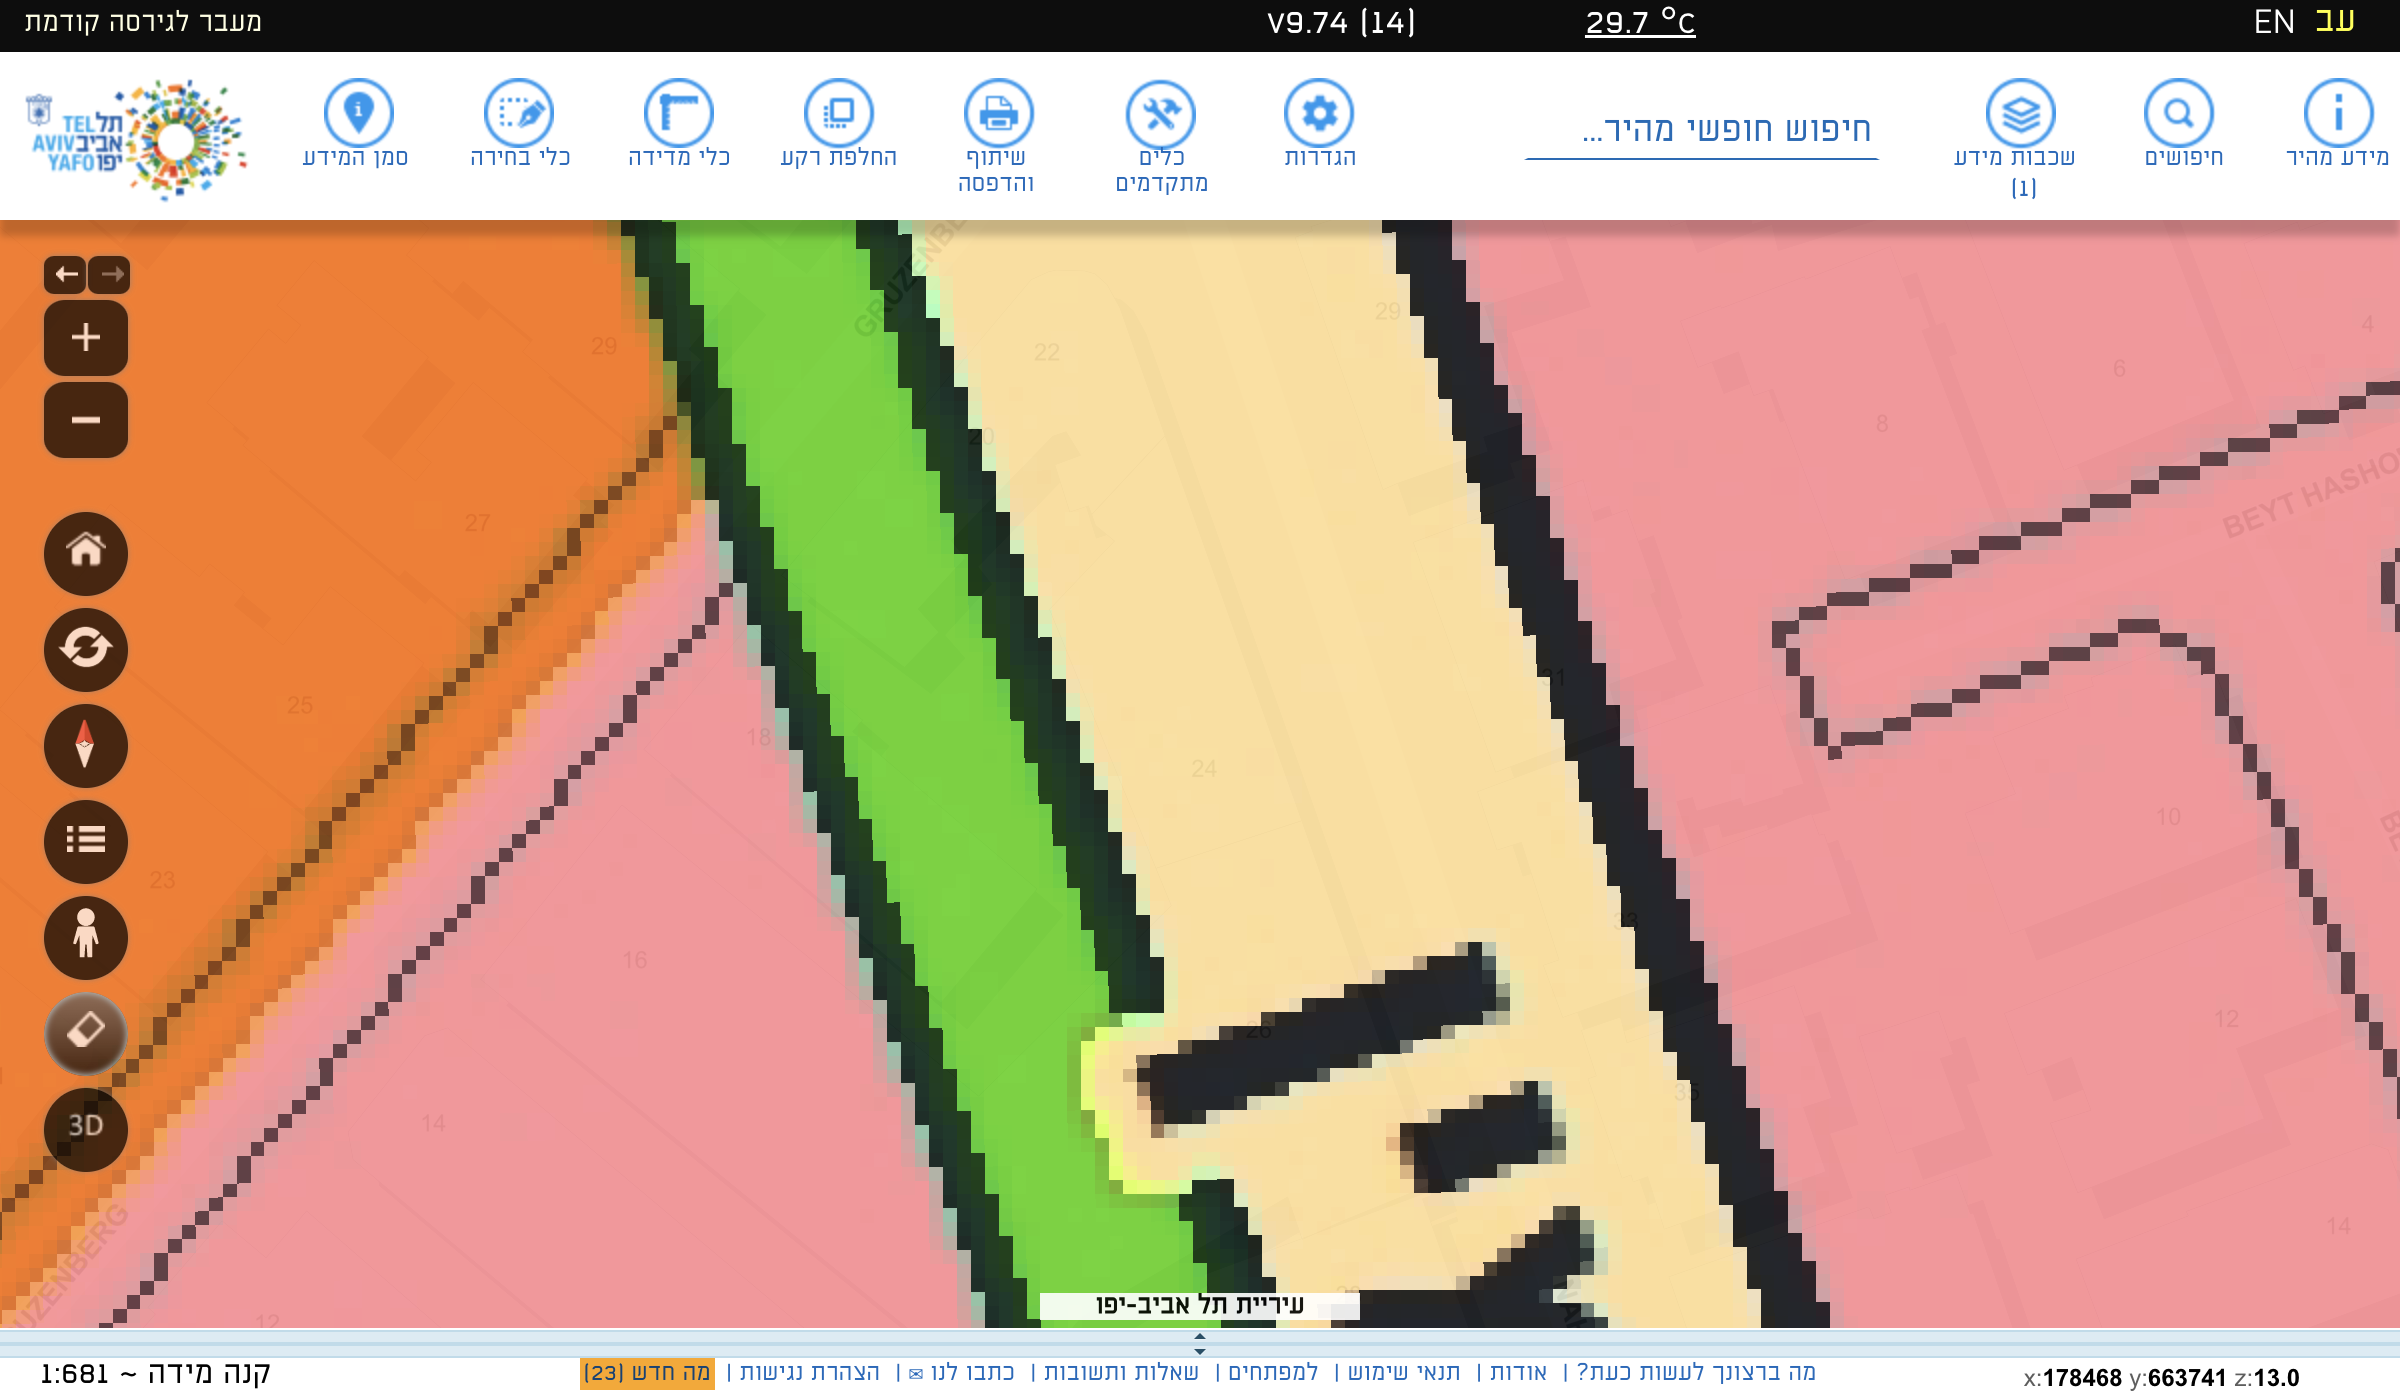 מעבר לגירסה קודמת
V9.74 (14)
29.7 °C
EN עב
TEL AVIV YAFO
תל אביב יפו
סמן המידע
כלי בחירה
כלי מדידה
החלפת רקע
שיתוף והדפסה
כלים מתקדמים
הגדרות
חיפוש חופשי מהיר...
שכבות מידע (1)
חיפושים
מידע מהיר
29
22
29
4
6
8
20
27
BEYT HASHO
25
31
18
24
10
23
33
16
12
26
35
14
14
3D
12
עיריית תל אביב-יפו
קנה מידה ~ 1:681
מה ברצונך לעשות כעת? | אודות | תנאי שימוש | למפתחים | שאלות ותשובות | כתבו לנו ✉ | הצהרת נגישות | מה חדש (23)
x:178468 y:663741 z:13.0